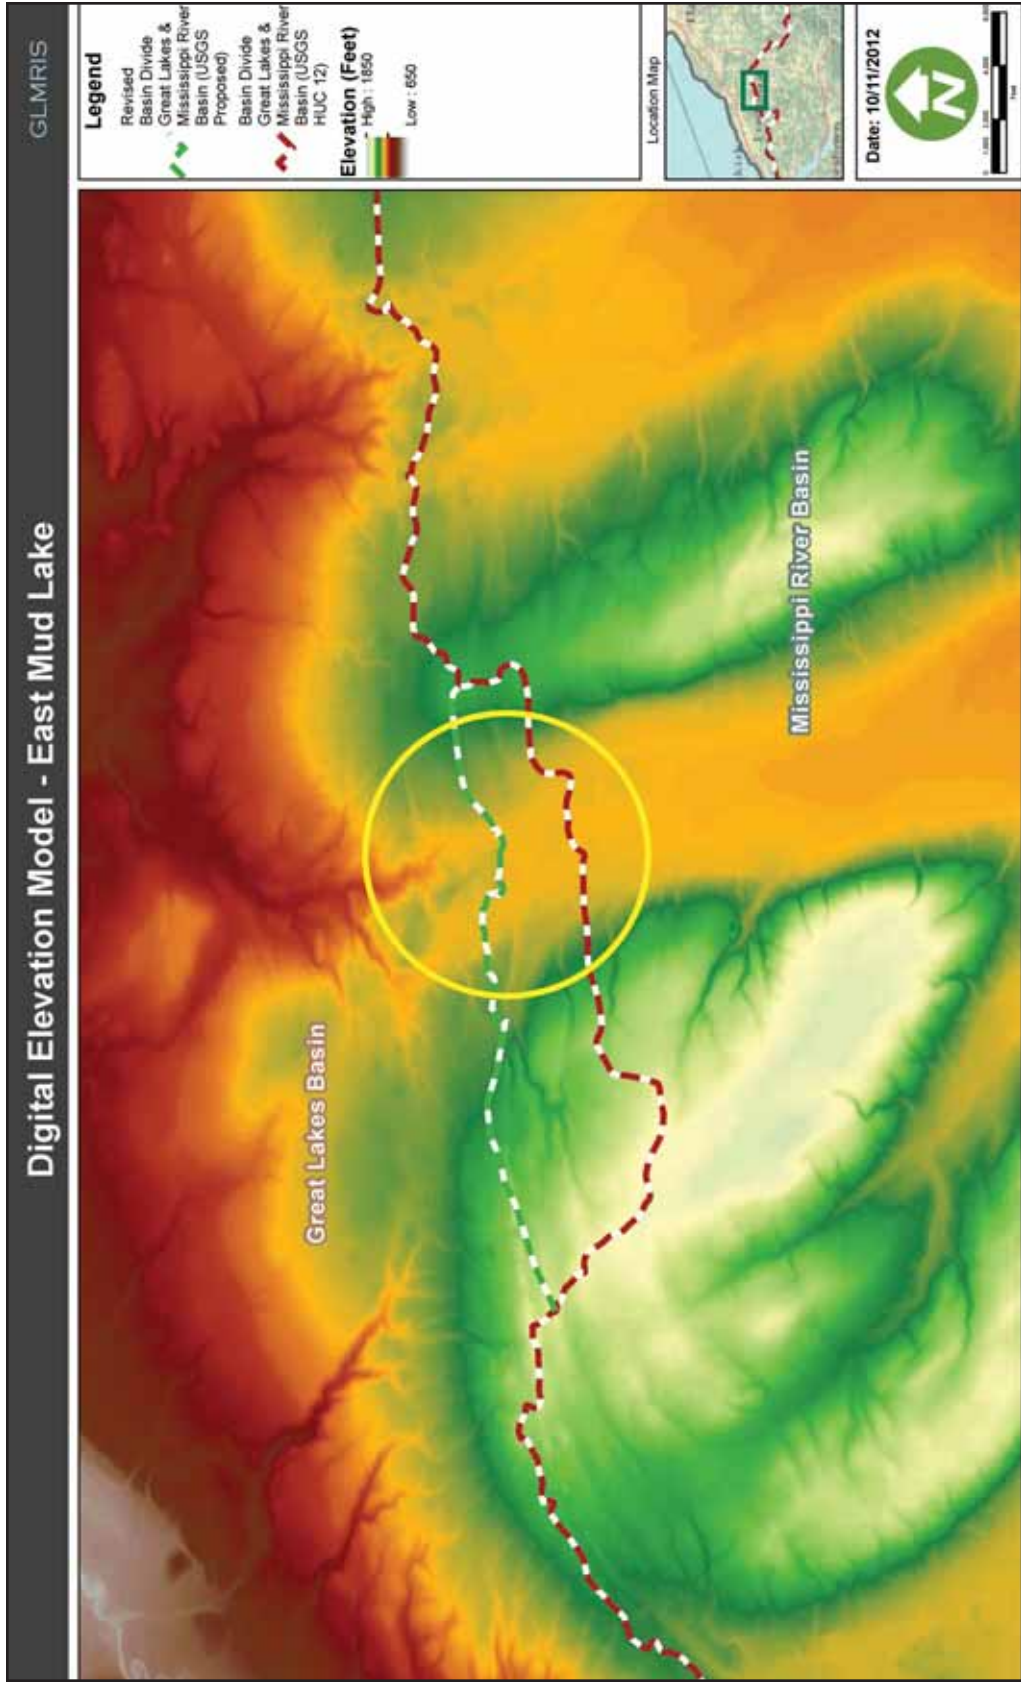 Digital Elevation Model - East Mud Lake
GLMRIS
Great Lakes Basin
Mississippi River Basin
Legend
Revised
Basin Divide
Great Lakes &
Mississippi River
Basin (USGS
Proposed)
Basin Divide
Great Lakes &
Mississippi River
Basin (USGS
HUC 12)
Elevation (Feet)
High : 1850
Low : 650
Location Map
Date: 10/11/2012
N
Feet